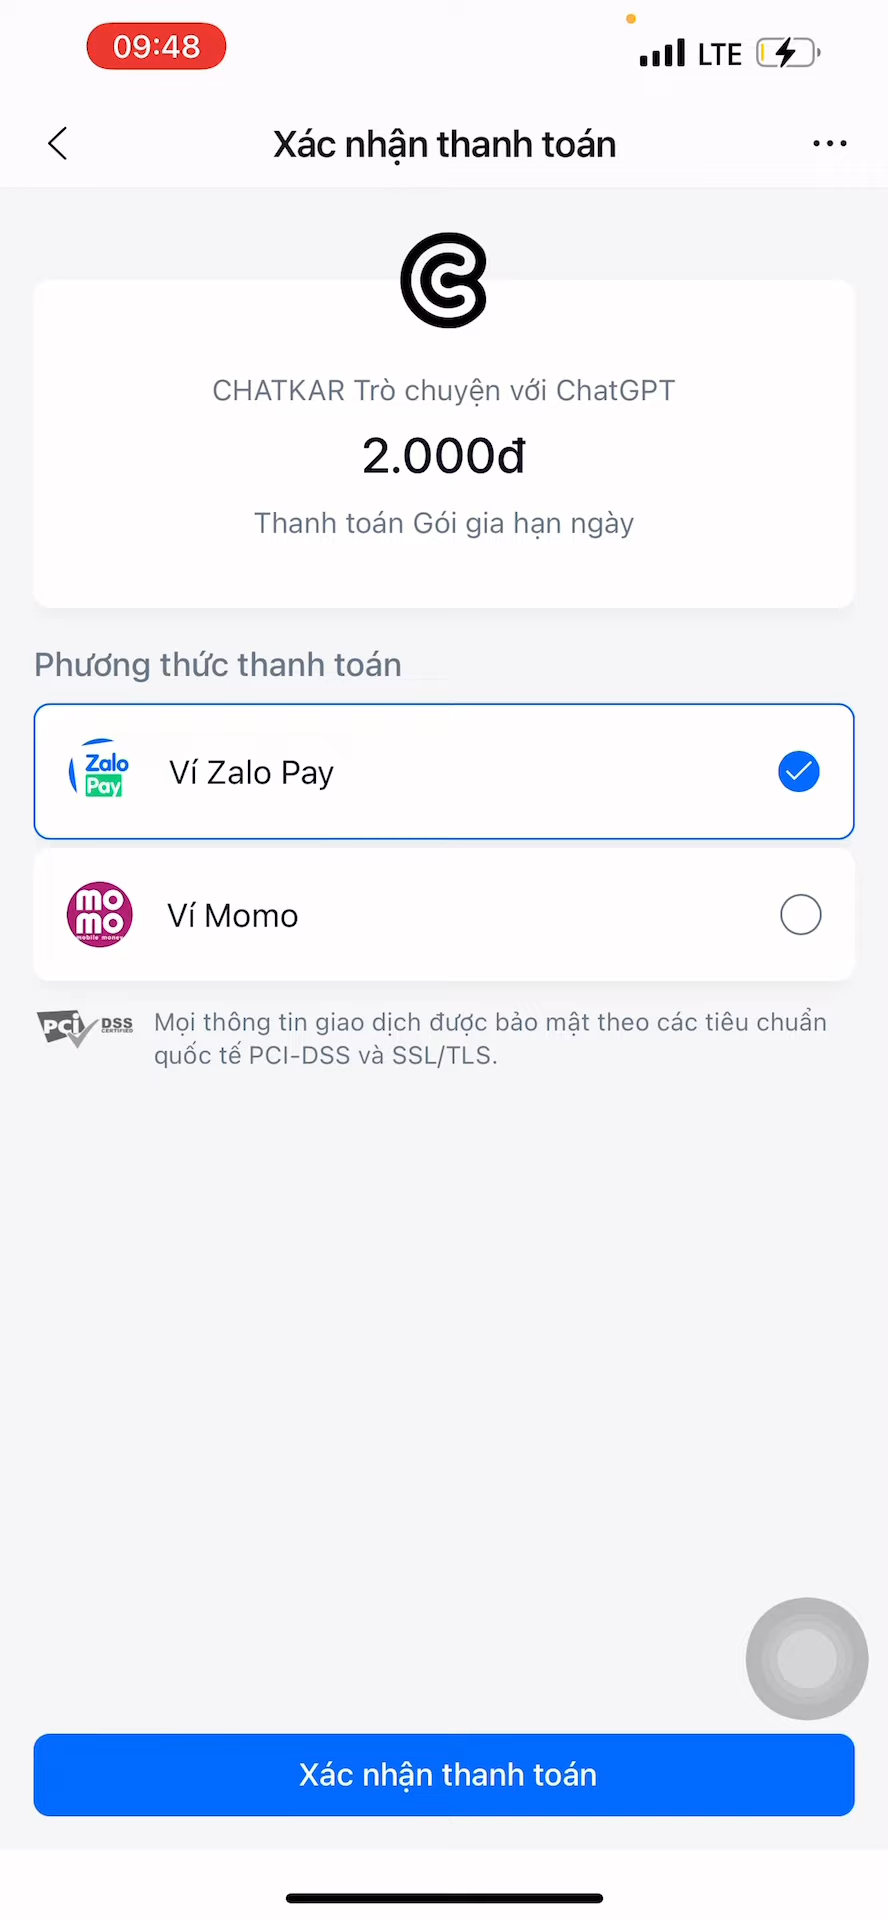 09:48
LTE
Xác nhận thanh toán
CHATKAR Trò chuyện với ChatGPT
2.000đ
Thanh toán Gói gia hạn ngày
Phương thức thanh toán
Zalo
Pay
Ví Zalo Pay
mo
mo
mobile money
Ví Momo
PCI DSS
CERTIFIED
Mọi thông tin giao dịch được bảo mật theo các tiêu chuẩn
quốc tế PCI-DSS và SSL/TLS.
Xác nhận thanh toán